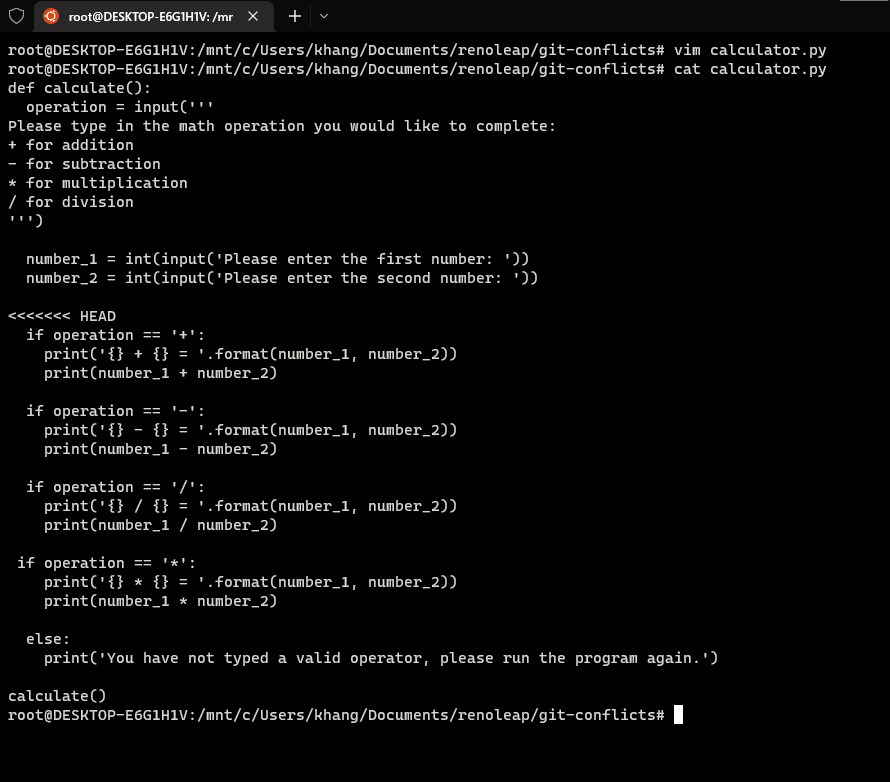 root@DESKTOP-E6G1H1V: /mr
root@DESKTOP-E6G1H1V:/mnt/c/Users/khang/Documents/renoleap/git-conflicts# vim calculator.py
root@DESKTOP-E6G1H1V:/mnt/c/Users/khang/Documents/renoleap/git-conflicts# cat calculator.py
def calculate():
  operation = input('''
Please type in the math operation you would like to complete:
+ for addition
- for subtraction
* for multiplication
/ for division
''')

  number_1 = int(input('Please enter the first number: '))
  number_2 = int(input('Please enter the second number: '))

<<<<<<< HEAD
  if operation == '+':
    print('{} + {} = '.format(number_1, number_2))
    print(number_1 + number_2)

  if operation == '-':
    print('{} - {} = '.format(number_1, number_2))
    print(number_1 - number_2)

  if operation == '/':
    print('{} / {} = '.format(number_1, number_2))
    print(number_1 / number_2)

 if operation == '*':
    print('{} * {} = '.format(number_1, number_2))
    print(number_1 * number_2)

  else:
    print('You have not typed a valid operator, please run the program again.')

calculate()
root@DESKTOP-E6G1H1V:/mnt/c/Users/khang/Documents/renoleap/git-conflicts#